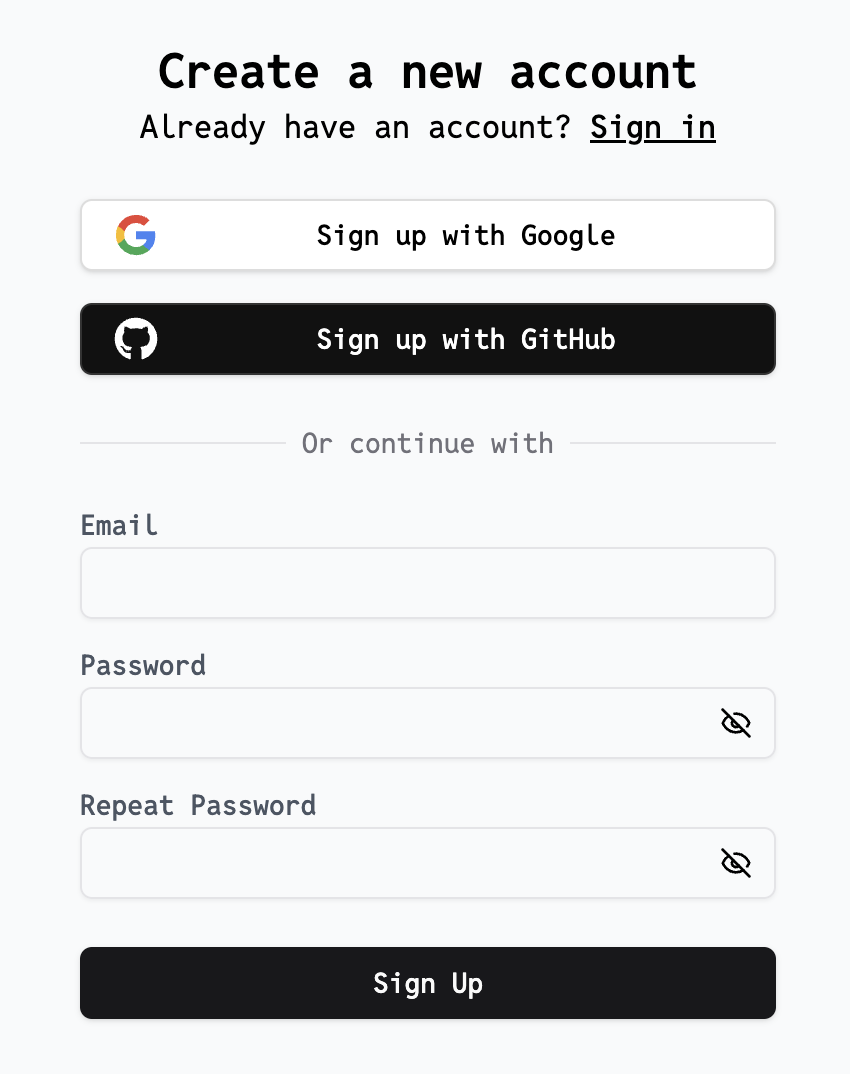 Create a new account
Already have an account? Sign in
Sign up with Google
Sign up with GitHub
Or continue with
Email
Password
Repeat Password
Sign Up